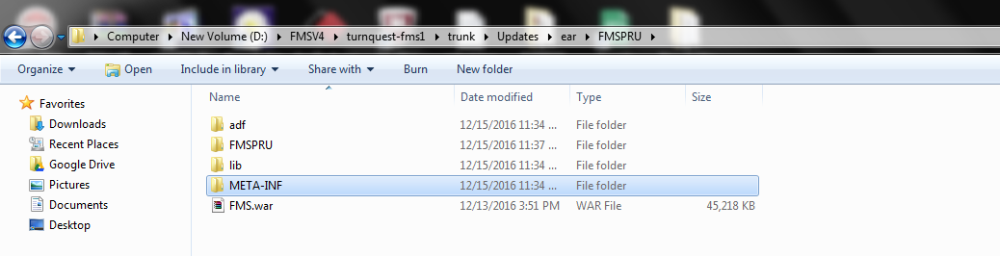 Computer New Volume (D:) FMSV4 turnquest-fms1 trunk Updates ear FMSPRU
Organize Open Include in library Share with Burn New folder
Favorites
Downloads
Recent Places
Google Drive
Pictures
Documents
Desktop
Name Date modified Type Size
adf 12/15/2016 11:34 ... File folder
FMSPRU 12/15/2016 11:37 ... File folder
lib 12/15/2016 11:34 ... File folder
META-INF 12/15/2016 11:34 ... File folder
FMS.war 12/13/2016 3:51 PM WAR File 45,218 KB